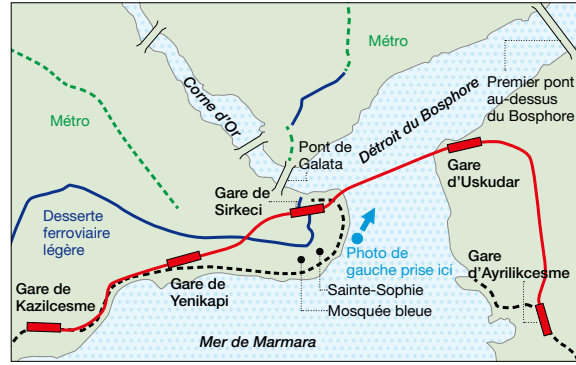 Métro
Premier pont
au-dessus
du Bosphore
Corne d'Or
Détroit du Bosphore
Métro
Pont de
Galata
Gare
d'Uskudar
Gare de
Sirkeci
Desserte
ferroviaire
légère
Photo de
gauche prise ici
Gare
d'Ayrilikcesme
Gare de
Kazilcesme
Gare de
Yenikapi
Sainte-Sophie
Mosquée bleue
Mer de Marmara